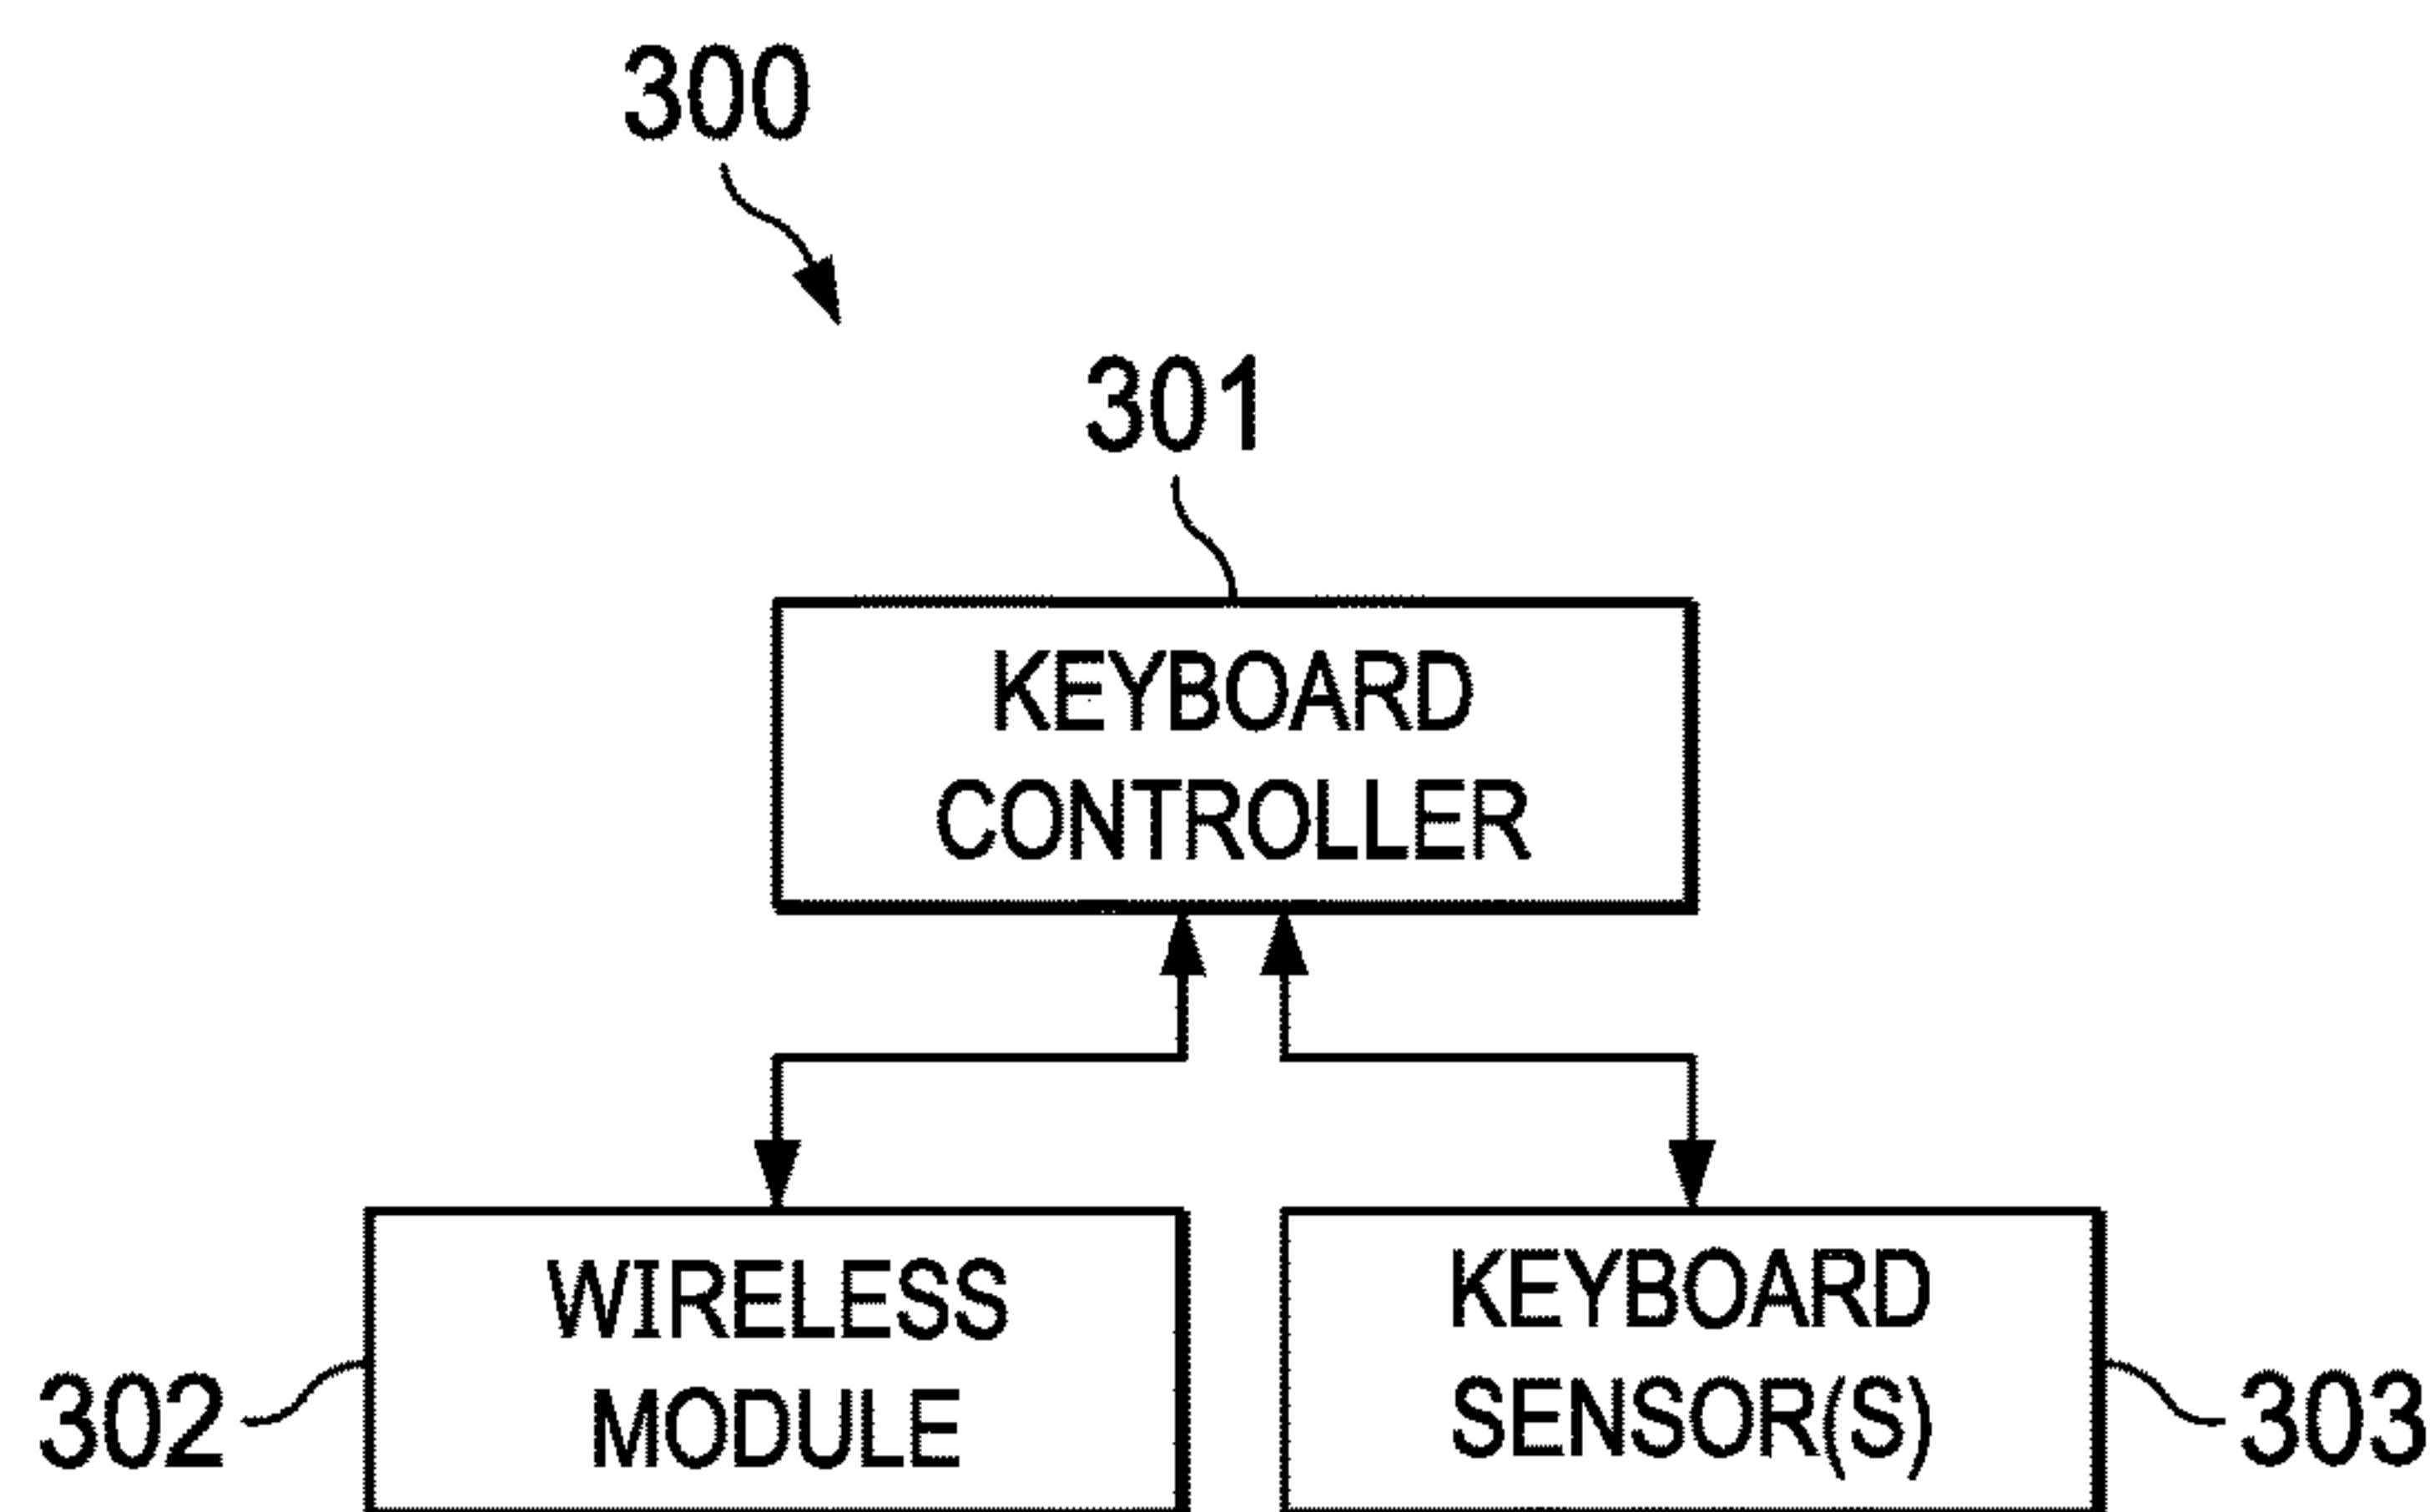 300
301
KEYBOARD
CONTROLLER
WIRELESS
MODULE
302
KEYBOARD
SENSOR(S)
303